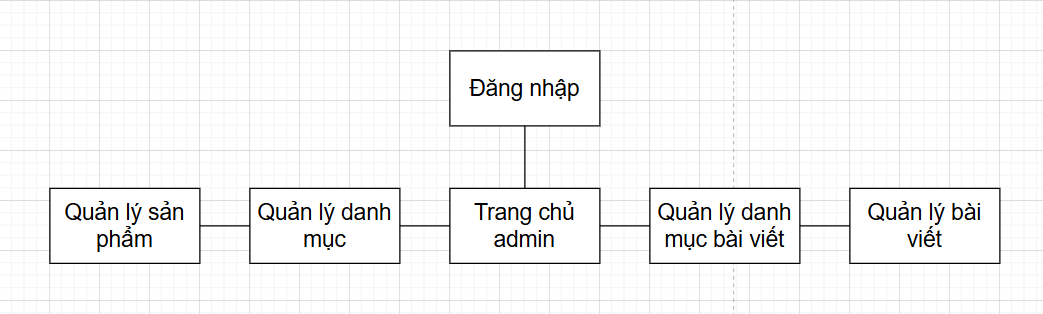 Đăng nhập
Quản lý sản
phẩm
Quản lý danh
mục
Trang chủ
admin
Quản lý danh
mục bài viết
Quản lý bài
viết